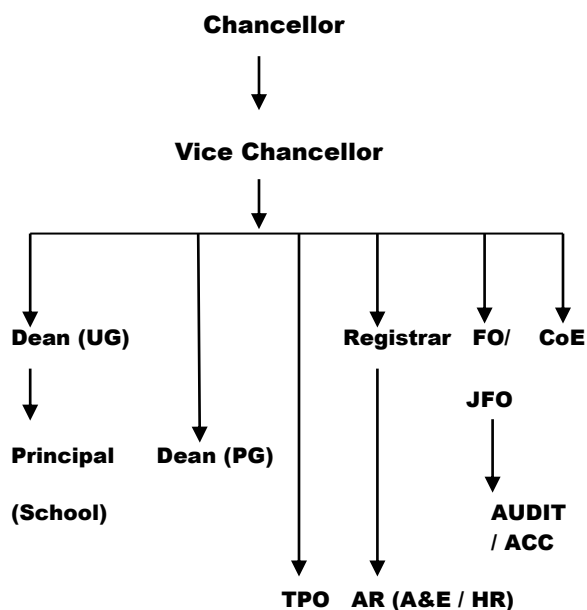 Chancellor
Vice Chancellor
Dean (UG)
Registrar
FO/
CoE
JFO
Principal
(School)
Dean (PG)
AUDIT
/ ACC
TPO
AR (A&E / HR)